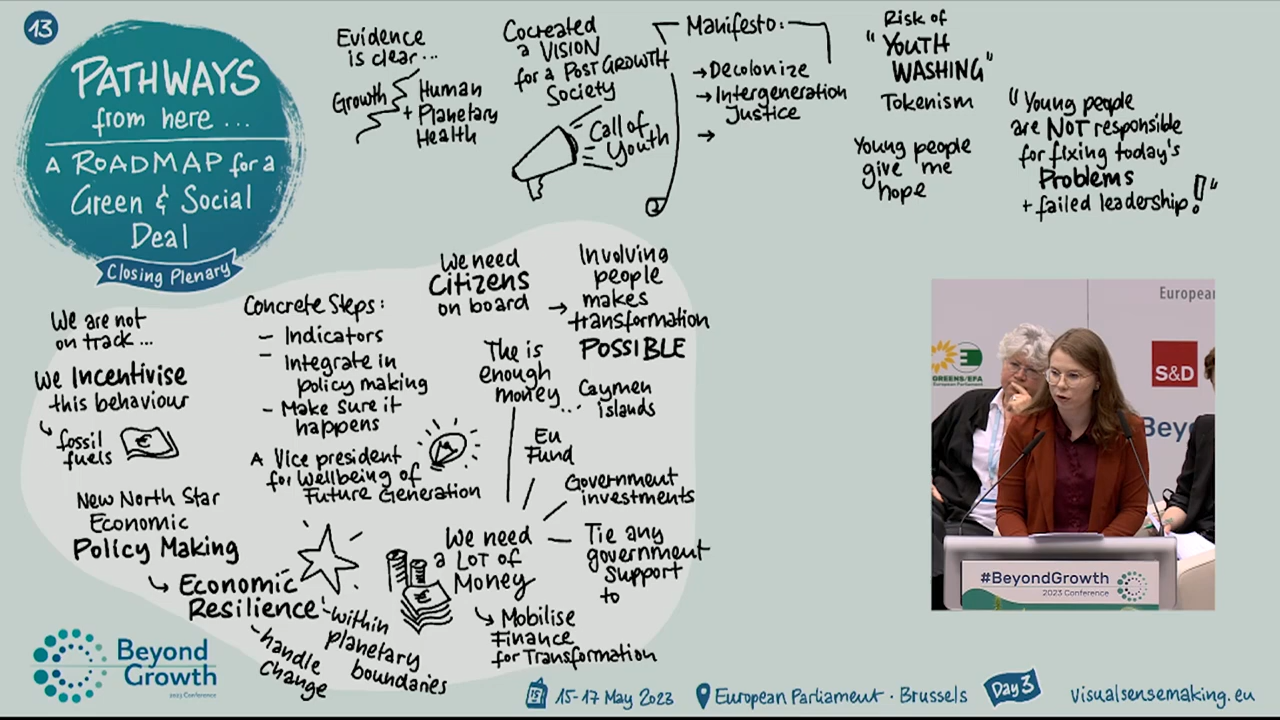 13
PATHWAYS
from here ...
A ROADMAP for a
Green & Social
Deal
Closing Plenary
Evidence
is clear ...
Growth
Human
+ Planetary
Health
Cocreated
a VISION
for a POST GROWTH
Society
Call of
Youth
Manifesto:
→ Decolonize
→ Intergeneration
Justice
→
Risk of
"YOUTH
WASHING"
Tokenism
Young people
give me
hope
"Young people
are NOT responsible
for fixing today's
Problems
+ failed leadership!"
We are not
on track ...
We Incentivise
this behaviour
fossil
fuels
€
New North Star
Economic
Policy Making
Economic
Resilience
- within
planetary
boundaries
- handle
change
Concrete Steps:
- Indicators
- Integrate in
policy making
- Make sure it
happens
A Vice president
for Wellbeing of
Future Generation
We need
Citizens
on board
→ Involving
people
makes
transformation
POSSIBLE
The is
enough
money ...
Caymen
islands
Eu
Fund
Government
investments
We need
a LOT OF
Money
€
Tie any
government
support
to
Mobilise
Finance
for Transformation
European
GREENS/EFA
European Parliament
S&D
Bey
#BeyondGrowth
2023 Conference
Beyond
Growth
2023 Conference
15-17 May 2023
European Parliament · Brussels
Day 3
visualsensemaking.eu